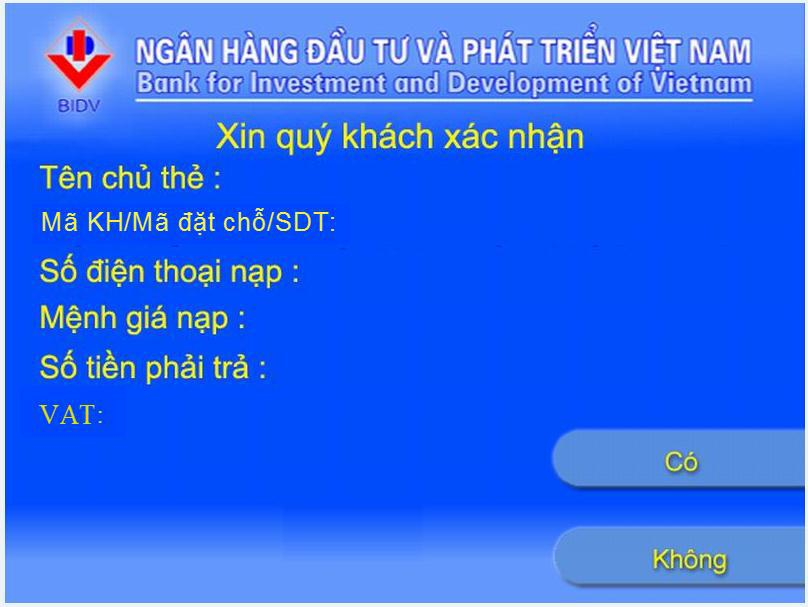 BIDV
NGÂN HÀNG ĐẦU TƯ VÀ PHÁT TRIỂN VIỆT NAM
Bank for Investment and Development of Vietnam
Xin quý khách xác nhận
Tên chủ thẻ :
Mã KH/Mã đặt chỗ/SDT:
Số điện thoại nạp :
Mệnh giá nạp :
Số tiền phải trả :
VAT:
Có
Không